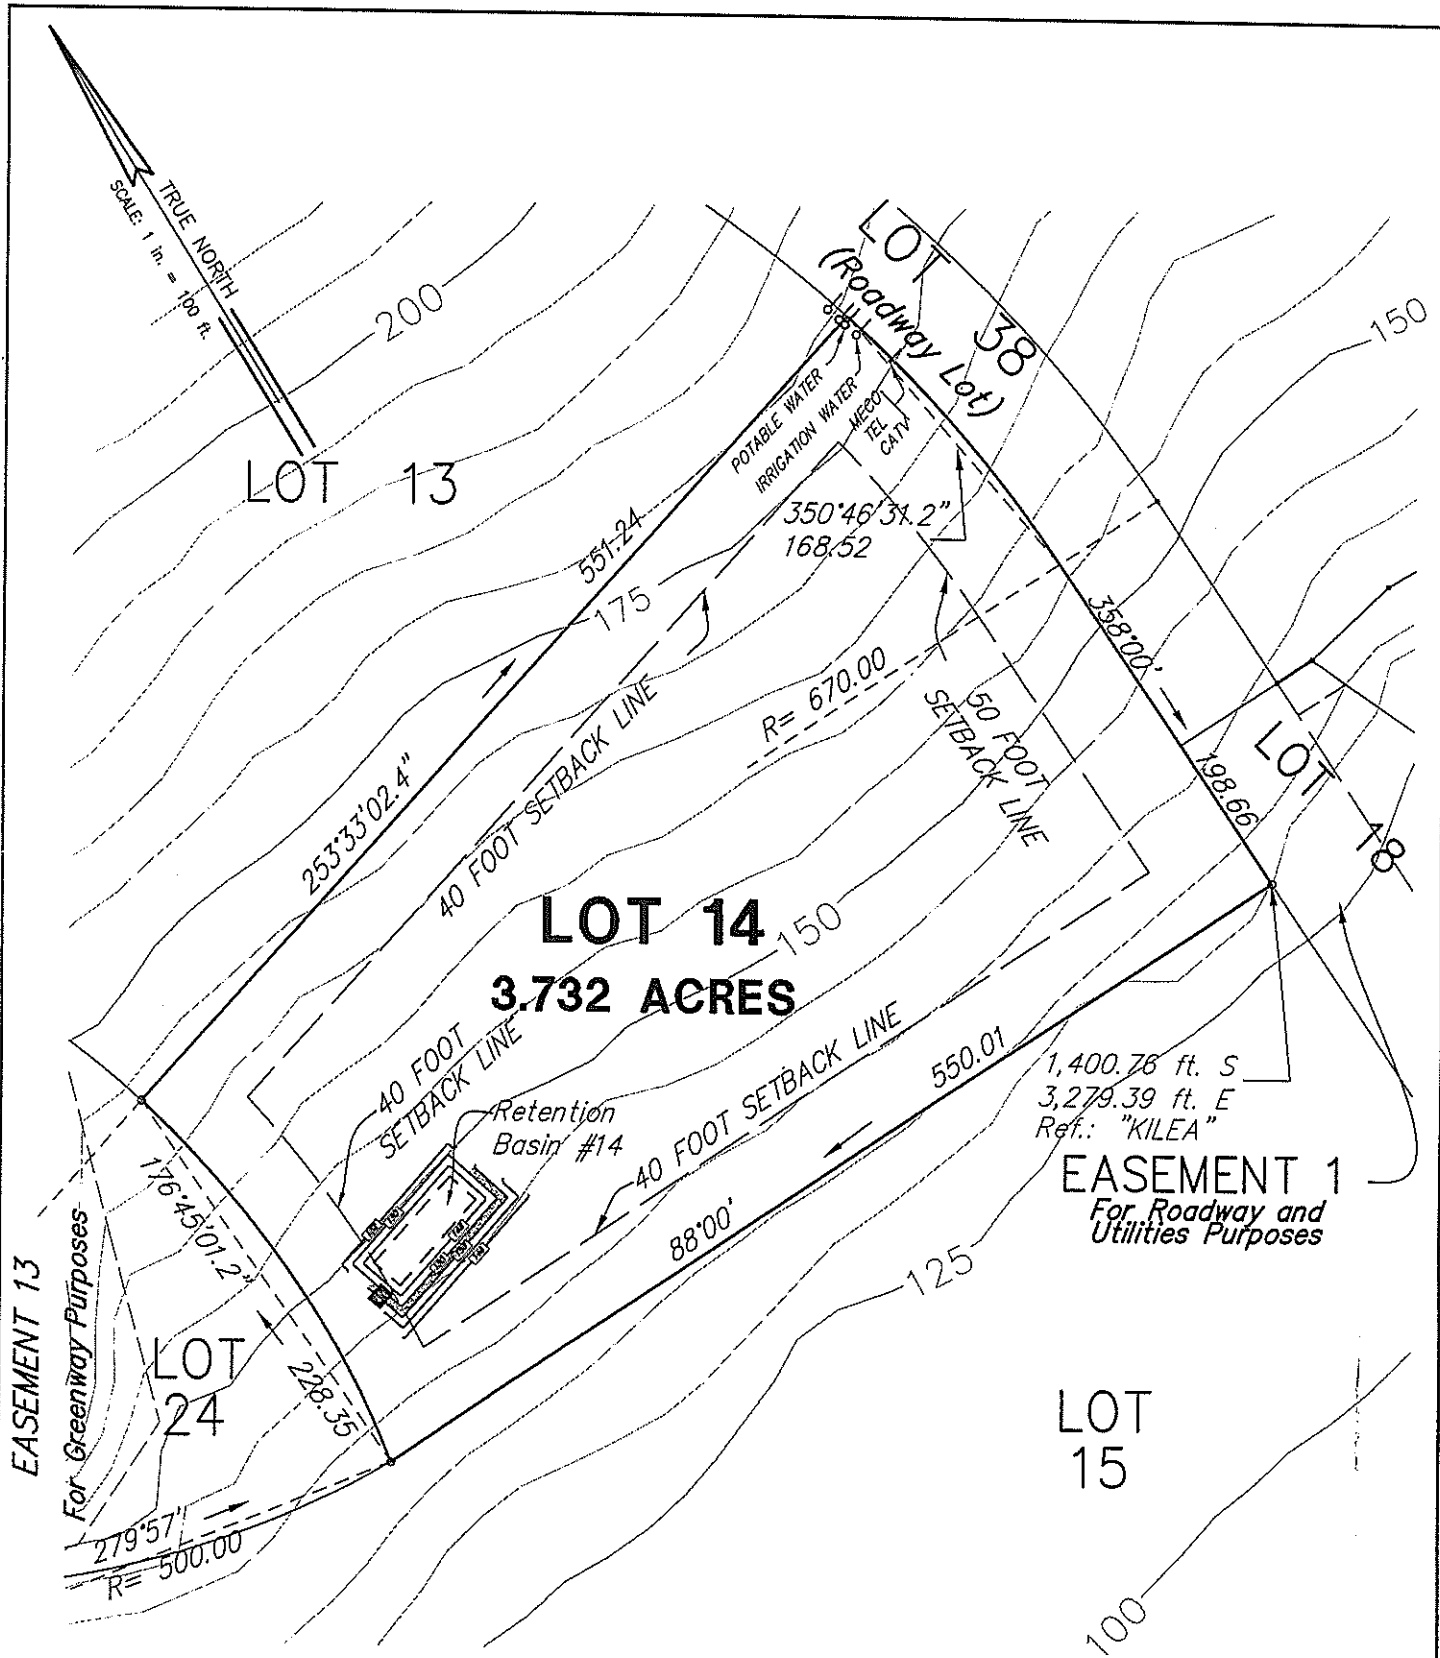 TRUE NORTH
SCALE: 1 in. = 100 ft.
200
LOT 38
(Roadway Lot)
150
LOT 13
POTABLE WATER
IRRIGATION WATER
MECO,
TEL
CATV
551.24
350°46'31.2"
168.52
175
358°00'
198.66
R= 670.00
50 FOOT
SETBACK LINE
LOT 18
253°33'02.4"
40 FOOT SETBACK LINE
LOT 14
3.732 ACRES
150
40 FOOT
SETBACK LINE
Retention
Basin #14
40 FOOT SETBACK LINE
550.01
88°00'
1,400.76 ft. S
3,279.39 ft. E
Ref.: "KILEA"
EASEMENT 1
For Roadway and
Utilities Purposes
125
176°45'01.2"
228.35
EASEMENT 13
For Greenway Purposes
LOT
24
279°57'
R= 500.00
LOT
15
100